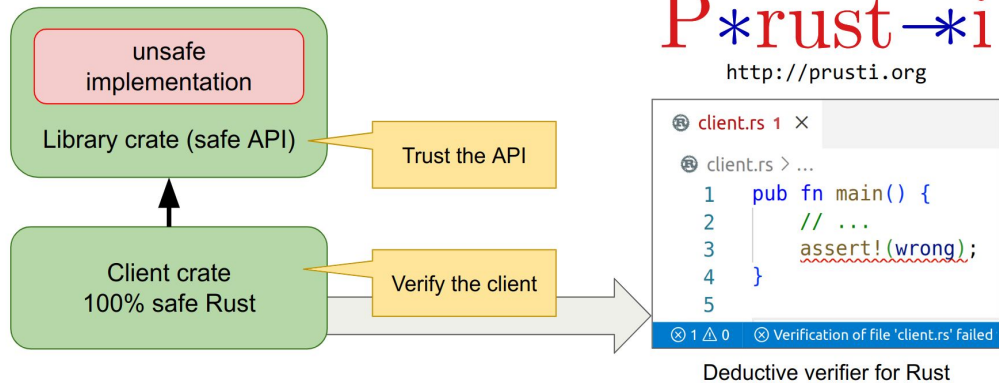 unsafe
implementation
Library crate (safe API)
Trust the API
Client crate
100% safe Rust
Verify the client
P*rust-*i
http://prusti.org
client.rs 1 ×
client.rs > ...
1 pub fn main() {
2 // ...
3 assert!(wrong);
4 }
5
1 0 Verification of file 'client.rs' failed
Deductive verifier for Rust